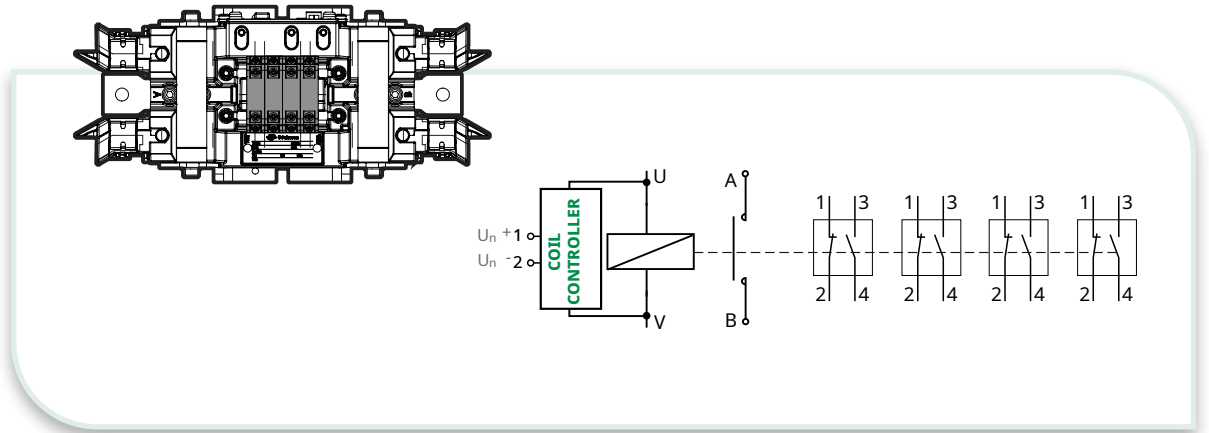 U
A
1 3 1 3 1 3 1 3
COIL
CONTROLLER
Un +1
Un -2
2 4 2 4 2 4 2 4
V
B